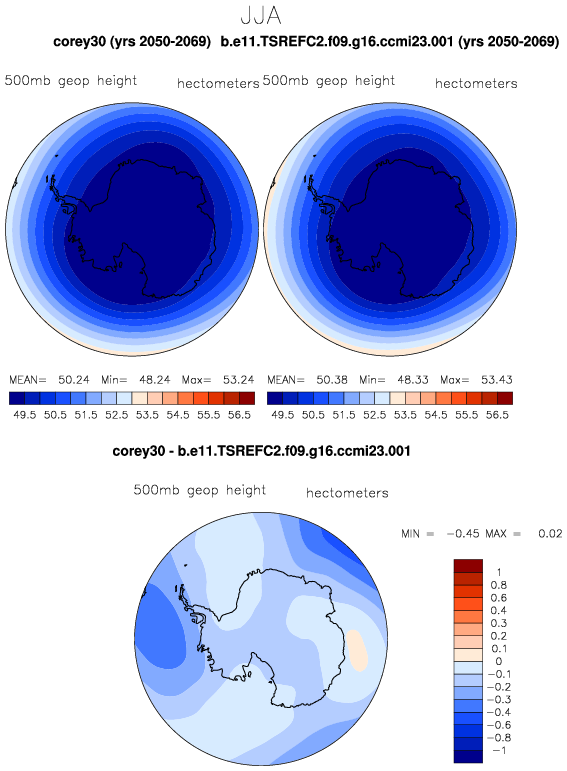 JJA
corey30 (yrs 2050-2069) b.e11.TSREFC2.f09.g16.ccmi23.001 (yrs 2050-2069)
500mb geop height hectometers 500mb geop height hectometers
MEAN= 50.24 Min= 48.24 Max= 53.24 MEAN= 50.38 Min= 48.33 Max= 53.43
49.5 50.5 51.5 52.5 53.5 54.5 55.5 56.5 49.5 50.5 51.5 52.5 53.5 54.5 55.5 56.5
corey30 - b.e11.TSREFC2.f09.g16.ccmi23.001
500mb geop height hectometers
MIN = -0.45 MAX = 0.02
1
0.8
0.6
0.4
0.3
0.2
0.1
0
-0.1
-0.2
-0.3
-0.4
-0.6
-0.8
-1